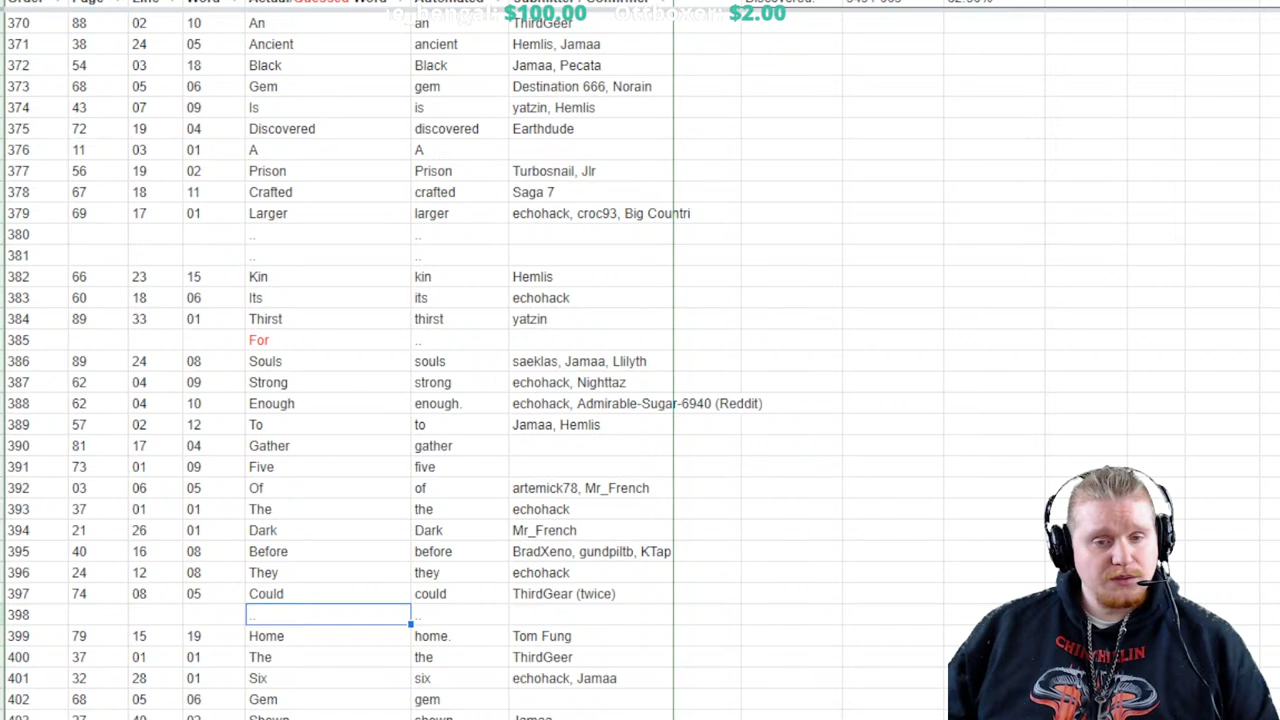 $100.00 $2.00
370 88 02 10 An an ThirdGeer
371 38 24 05 Ancient ancient Hemlis, Jamaa
372 54 03 18 Black Black Jamaa, Pecata
373 68 05 06 Gem gem Destination 666, Norain
374 43 07 09 Is is yatzin, Hemlis
375 72 19 04 Discovered discovered Earthdude
376 11 03 01 A A
377 56 19 02 Prison Prison Turbosnail, Jlr
378 67 18 11 Crafted crafted Saga 7
379 69 17 01 Larger larger echohack, croc93, Big Countri
380 .. ..
381 .. ..
382 66 23 15 Kin kin Hemlis
383 60 18 06 Its its echohack
384 89 33 01 Thirst thirst yatzin
385 For ..
386 89 24 08 Souls souls saeklas, Jamaa, Llilyth
387 62 04 09 Strong strong echohack, Nighttaz
388 62 04 10 Enough enough. echohack, Admirable-Sugar-6940 (Reddit)
389 57 02 12 To to Jamaa, Hemlis
390 81 17 04 Gather gather
391 73 01 09 Five five
392 03 06 05 Of of artemick78, Mr_French
393 37 01 01 The the echohack
394 21 26 01 Dark Dark Mr_French
395 40 16 08 Before before BradXeno, gundpiltb, KTap
396 24 12 08 They they echohack
397 74 08 05 Could could ThirdGear (twice)
398 .. ..
399 79 15 19 Home home. Tom Fung
400 37 01 01 The the ThirdGeer
401 32 28 01 Six six echohack, Jamaa
402 68 05 06 Gem gem